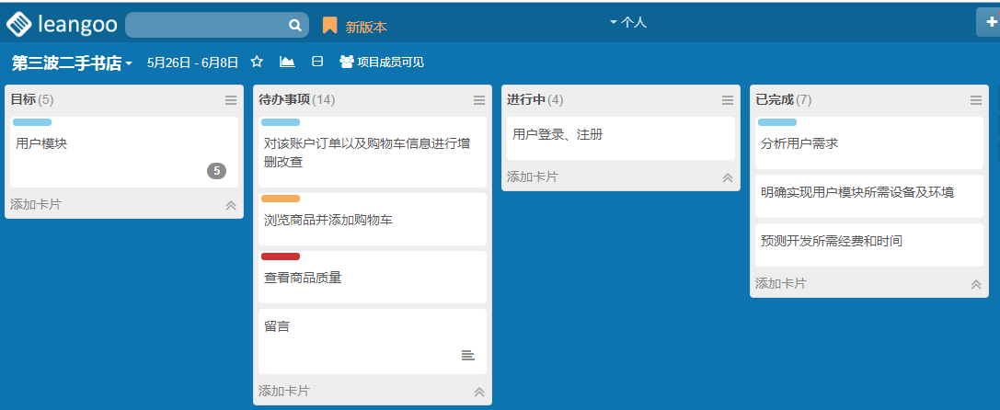 leangoo
新版本
个人
第三波二手书店
5月26日 - 6月8日
项目成员可见
目标(5)
用户模块
5
添加卡片
待办事项(14)
对该账户订单以及购物车信息进行增
删改查
浏览商品并添加购物车
查看商品质量
留言
添加卡片
进行中(4)
用户登录、注册
添加卡片
已完成(7)
分析用户需求
明确实现用户模块所需设备及环境
预测开发所需经费和时间
添加卡片